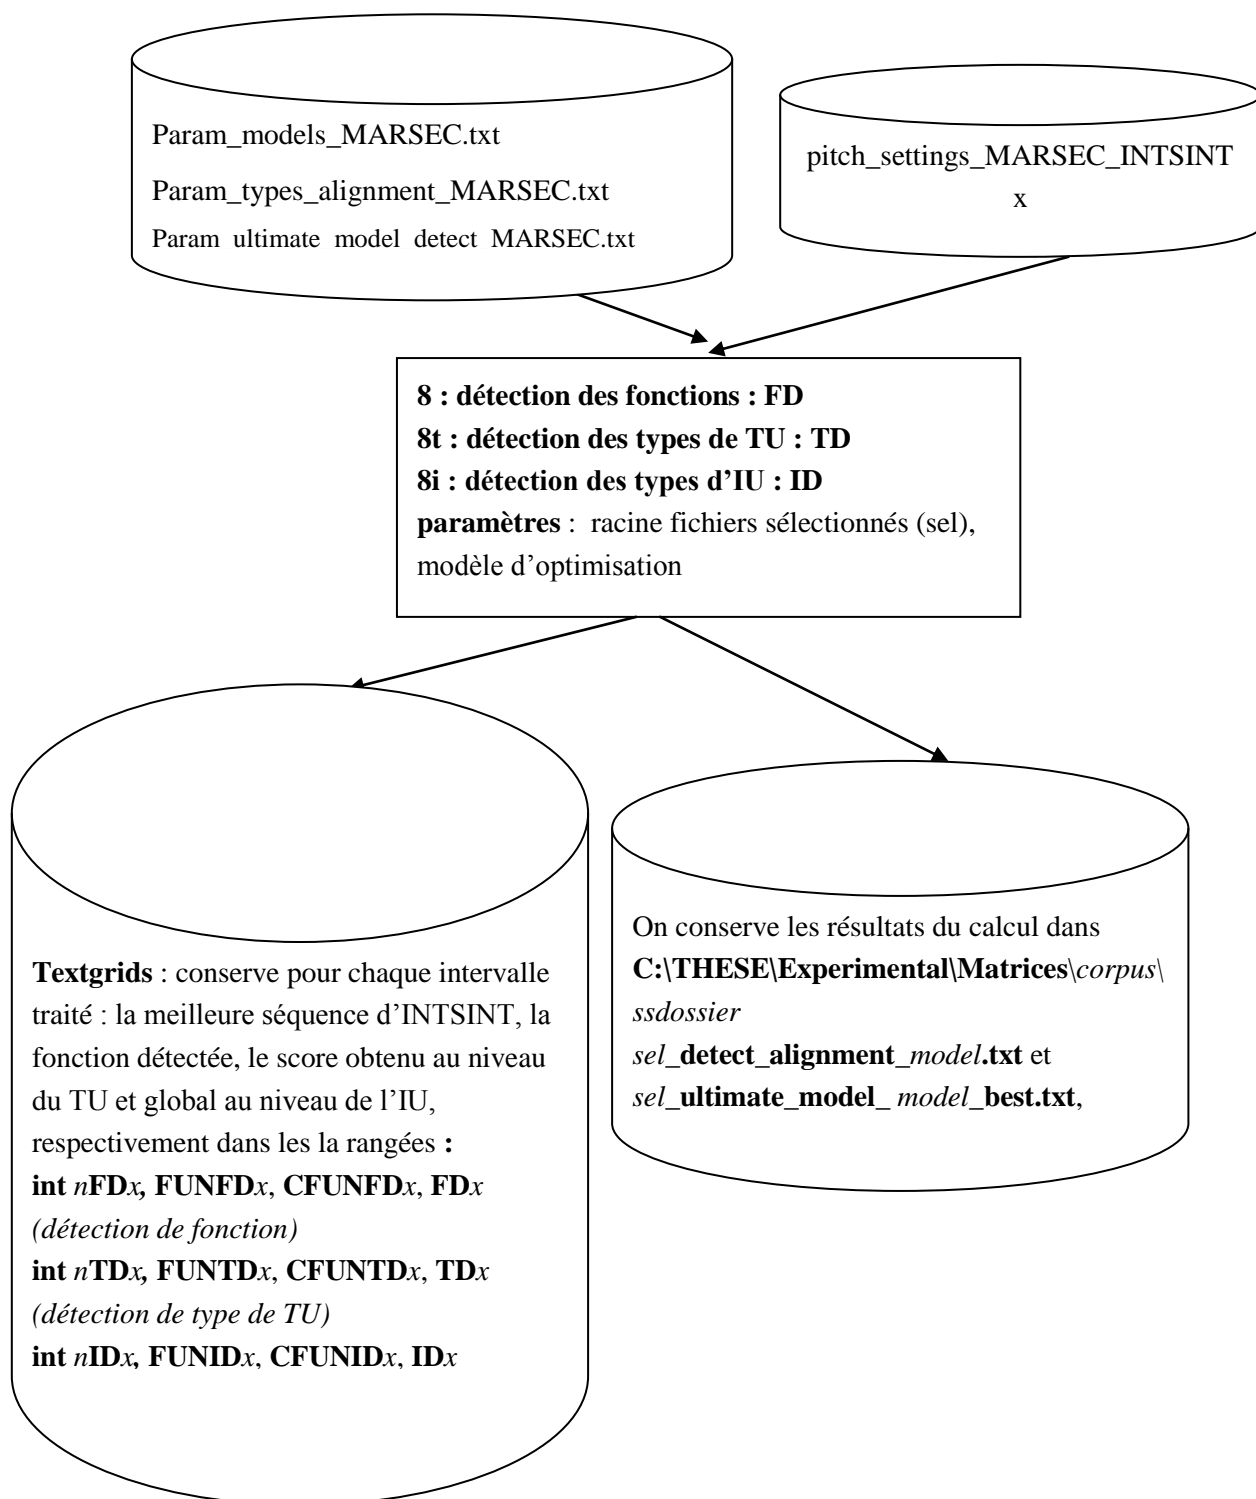 Param_models_MARSEC.txt
Param_types_alignment_MARSEC.txt
Param ultimate model detect MARSEC.txt
pitch_settings_MARSEC_INTSINT
x
8 : détection des fonctions : FD
8t : détection des types de TU : TD
8i : détection des types d’IU : ID
paramètres : racine fichiers sélectionnés (sel),
modèle d’optimisation
Textgrids : conserve pour chaque intervalle
traité : la meilleure séquence d’INTSINT, la
fonction détectée, le score obtenu au niveau
du TU et global au niveau de l’IU,
respectivement dans les la rangées :
int nFDx, FUNFDx, CFUNFDx, FDx
(détection de fonction)
int nTDx, FUNTDx, CFUNTDx, TDx
(détection de type de TU)
int nIDx, FUNIDx, CFUNIDx, IDx
On conserve les résultats du calcul dans
C:\THESE\Experimental\Matrices\corpus\
ssdossier
sel_detect_alignment_model.txt et
sel_ultimate_model_ model_best.txt,